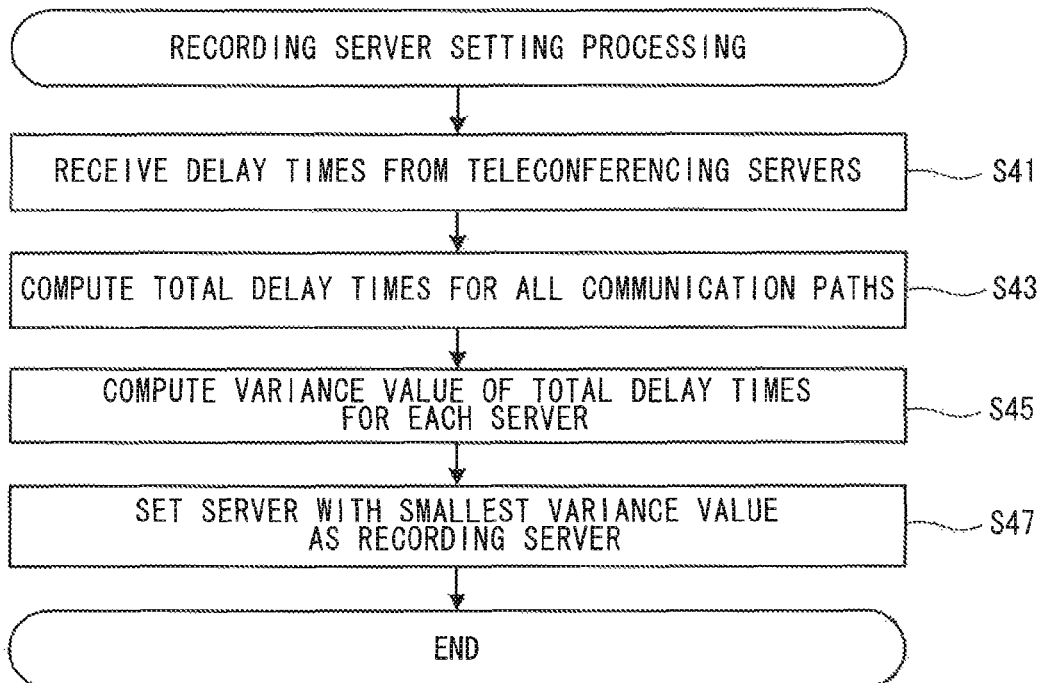 RECORDING SERVER SETTING PROCESSING
RECEIVE DELAY TIMES FROM TELECONFERENCING SERVERS
S41
COMPUTE TOTAL DELAY TIMES FOR ALL COMMUNICATION PATHS
S43
COMPUTE VARIANCE VALUE OF TOTAL DELAY TIMES
FOR EACH SERVER
S45
SET SERVER WITH SMALLEST VARIANCE VALUE
AS RECORDING SERVER
S47
END